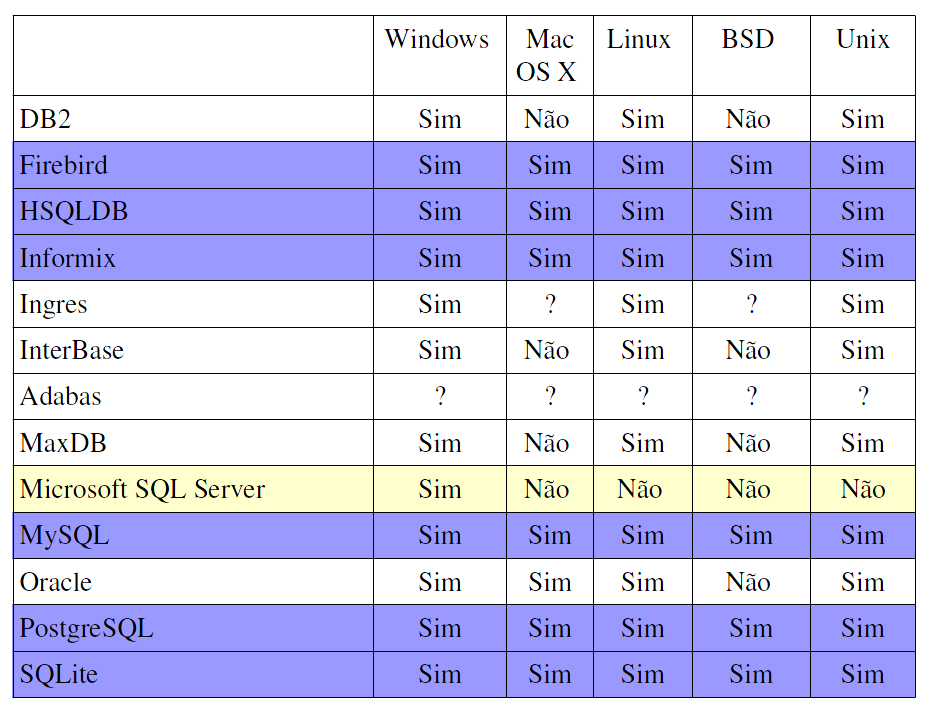 Windows Mac OS X Linux BSD Unix
DB2 Sim Não Sim Não Sim
Firebird Sim Sim Sim Sim Sim
HSQLDB Sim Sim Sim Sim Sim
Informix Sim Sim Sim Sim Sim
Ingres Sim ? Sim ? Sim
InterBase Sim Não Sim Não Sim
Adabas ? ? ? ? ?
MaxDB Sim Não Sim Não Sim
Microsoft SQL Server Sim Não Não Não Não
MySQL Sim Sim Sim Sim Sim
Oracle Sim Sim Sim Não Sim
PostgreSQL Sim Sim Sim Sim Sim
SQLite Sim Sim Sim Sim Sim